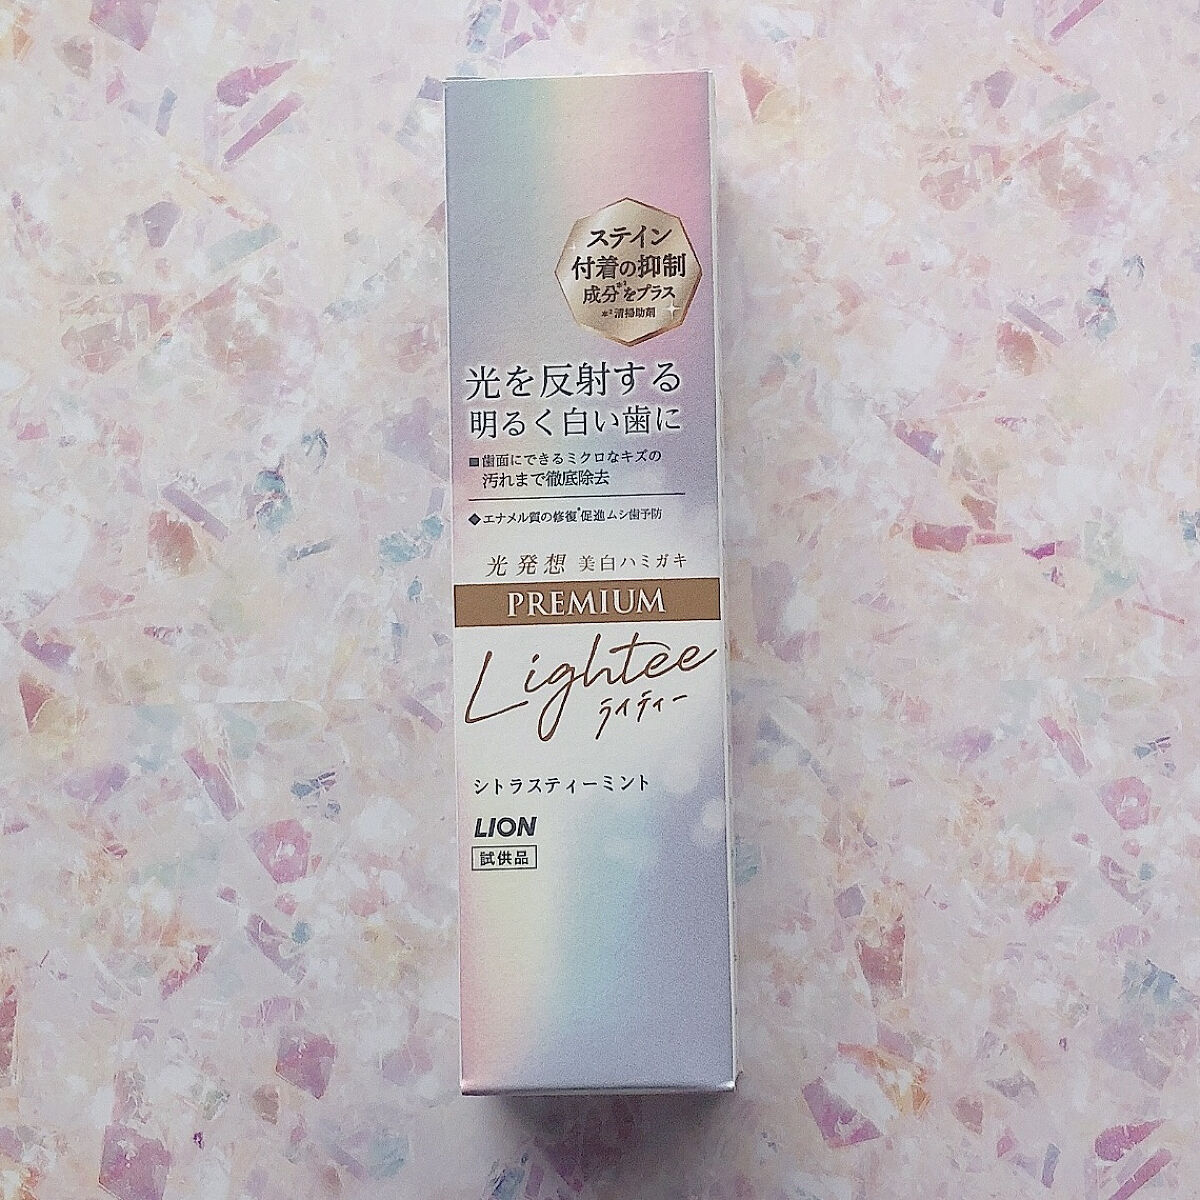 ステイン
付着の抑制
成分*²をプラス
*²清掃助剤
光を反射する
明るく白い歯に
■歯面にできるミクロなキズの
汚れまで徹底除去
◆エナメル質の修復*促進ムシ歯予防
光発想 美白ハミガキ
PREMIUM
Lightee
ライティー
シトラスティーミント
LION
試供品